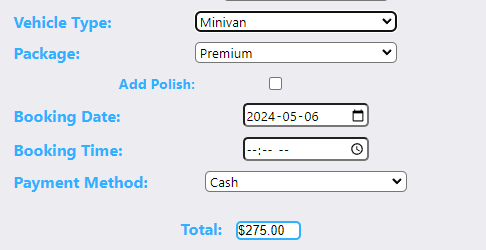 Vehicle Type: Minivan
Package: Premium
Add Polish:
Booking Date: 2024-05-06
Booking Time: --:-- --
Payment Method: Cash
Total: $275.00